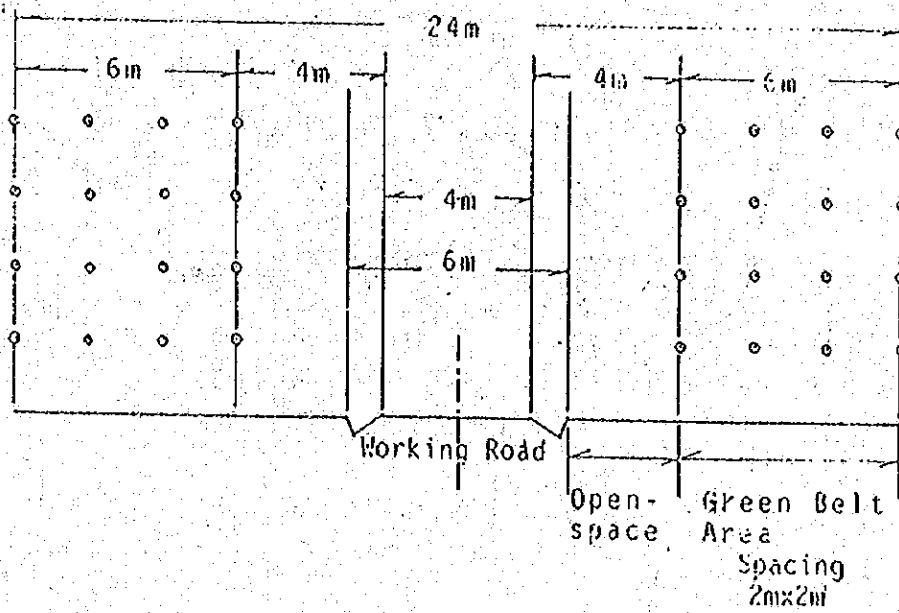 24m
6m 4m 4m 6m
4m
6m
Working Road
Open-
space
Green Belt
Area
Spacing
2mx2m